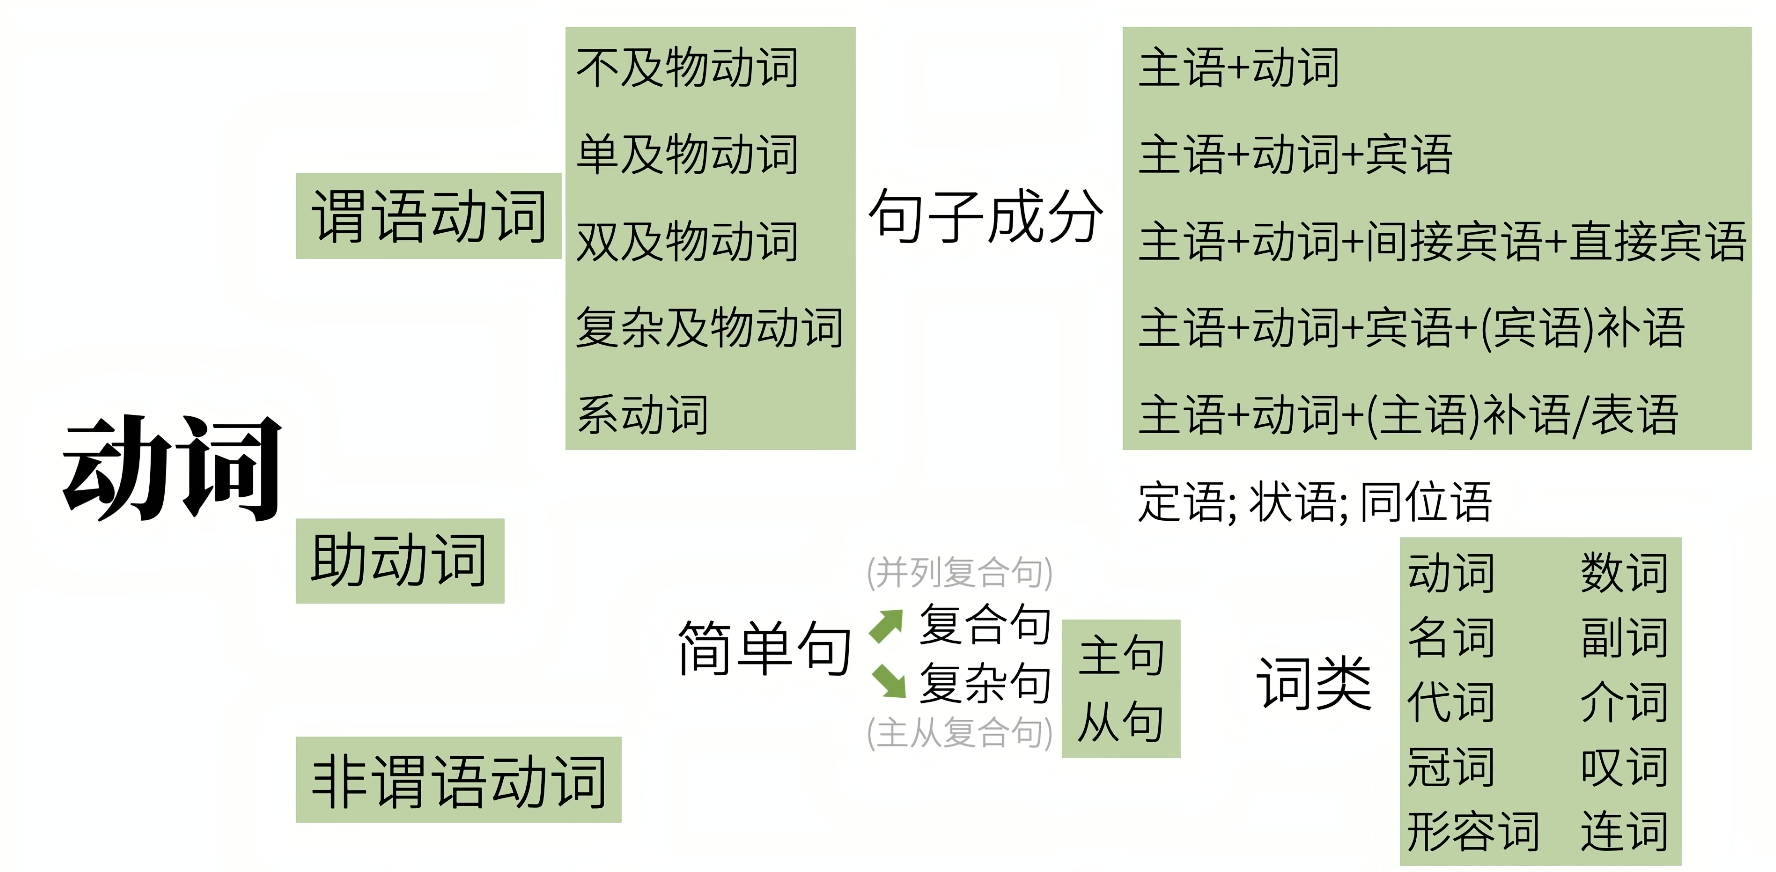 动词
谓语动词
不及物动词
单及物动词
双及物动词
复杂及物动词
系动词
句子成分
主语+动词
主语+动词+宾语
主语+动词+间接宾语+直接宾语
主语+动词+宾语+(宾语)补语
主语+动词+(主语)补语/表语
定语; 状语; 同位语
助动词
非谓语动词
简单句
(并列复合句)
复合句
复杂句
(主从复合句)
主句
从句
词类
动词 数词
名词 副词
代词 介词
冠词 叹词
形容词 连词